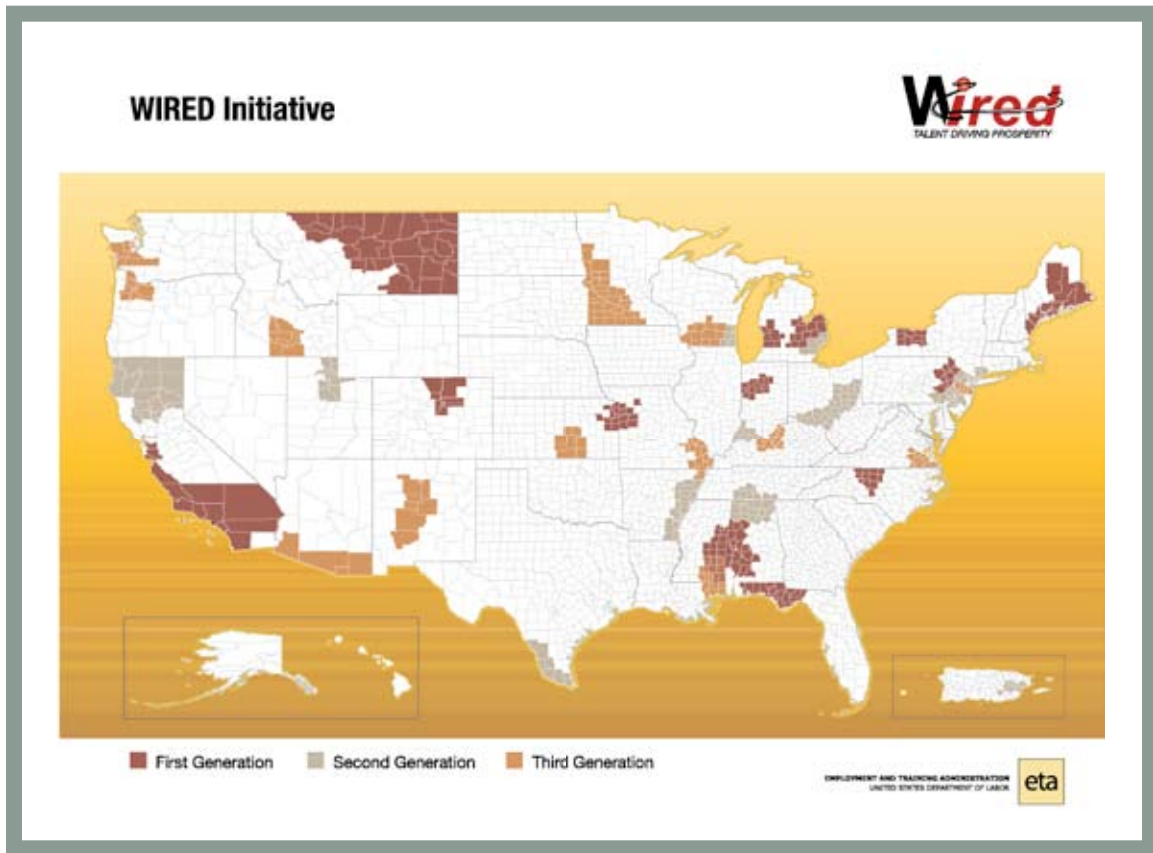 WIRED Initiative
Wired
TALENT DRIVING PROSPERITY
First Generation
Second Generation
Third Generation
EMPLOYMENT AND TRAINING ADMINISTRATION
UNITED STATES DEPARTMENT OF LABOR
eta